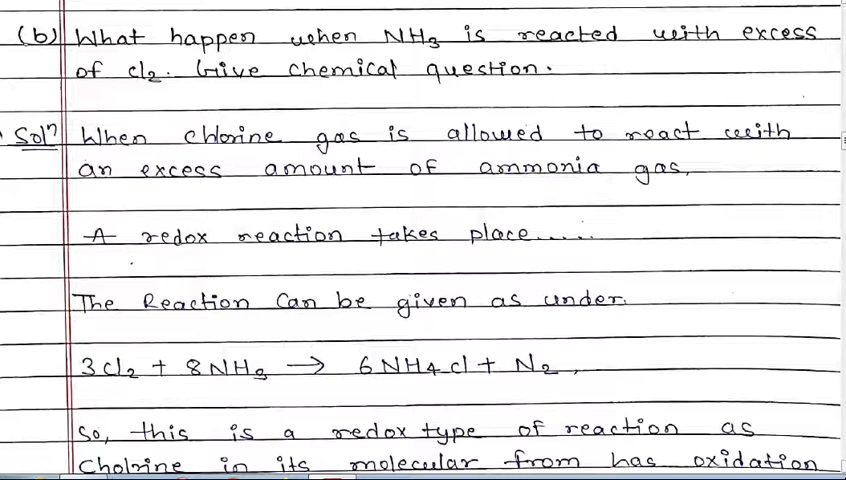 (b) What happen when NH3 is reacted with excess
of cl2. Give chemical question.
Solⁿ When chlorine gas is allowed to react with
an excess amount of ammonia gas,
A redox reaction takes place.....
The Reaction Can be given as under.
3cl2 + 8NH3 → 6NH4cl + N2,
So, this is a redox type of reaction as
Cholrine in its molecular from has oxidation